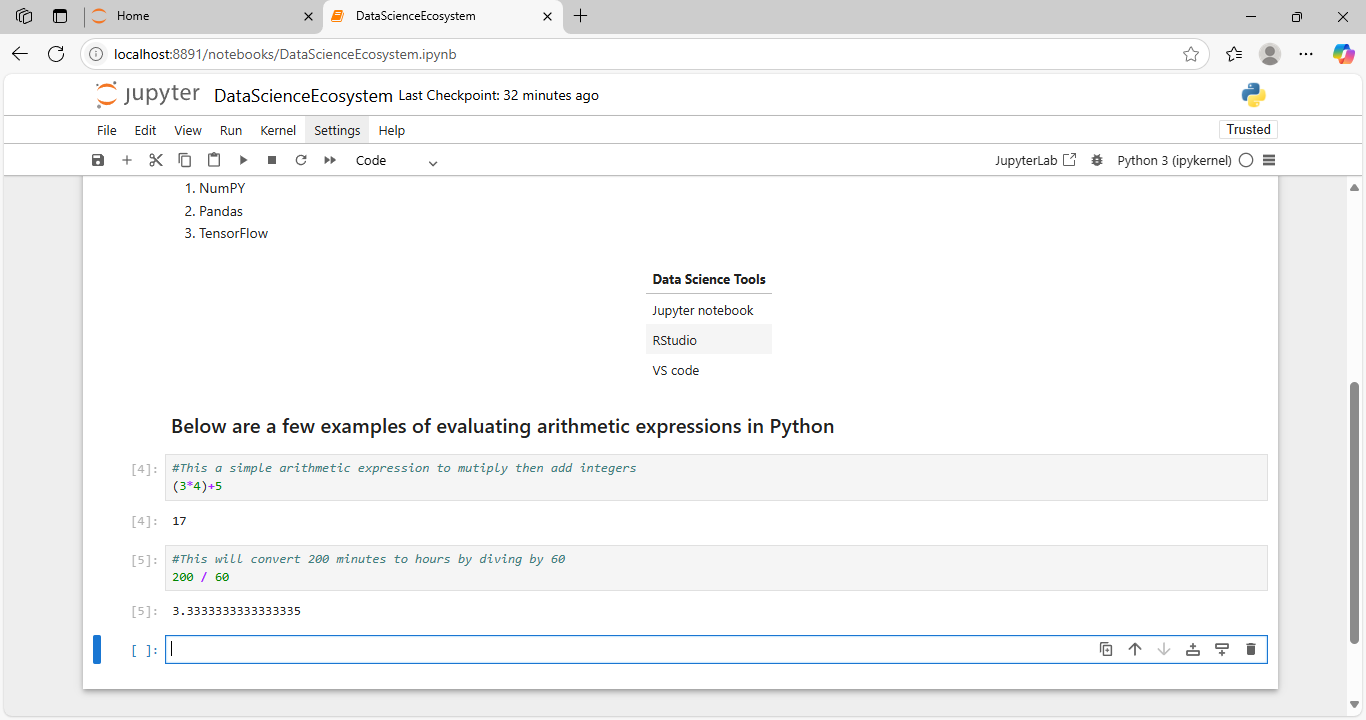 Home
DataScienceEcosystem
localhost:8891/notebooks/DataScienceEcosystem.ipynb
jupyter DataScienceEcosystem Last Checkpoint: 32 minutes ago
File Edit View Run Kernel Settings Help Trusted
Code JupyterLab Python 3 (ipykernel)
1. NumPY
2. Pandas
3. TensorFlow
Data Science Tools
Jupyter notebook
RStudio
VS code
Below are a few examples of evaluating arithmetic expressions in Python
[4]: #This a simple arithmetic expression to mutiply then add integers
(3*4)+5
[4]: 17
[5]: #This will convert 200 minutes to hours by diving by 60
200 / 60
[5]: 3.3333333333333335
[ ]: